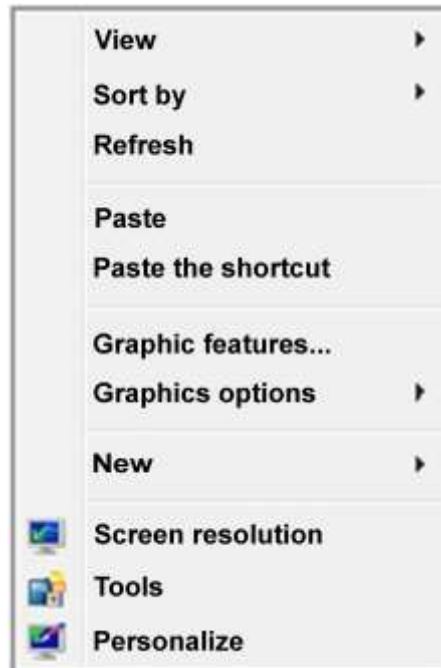 View
Sort by
Refresh
Paste
Paste the shortcut
Graphic features...
Graphics options
New
Screen resolution
Tools
Personalize